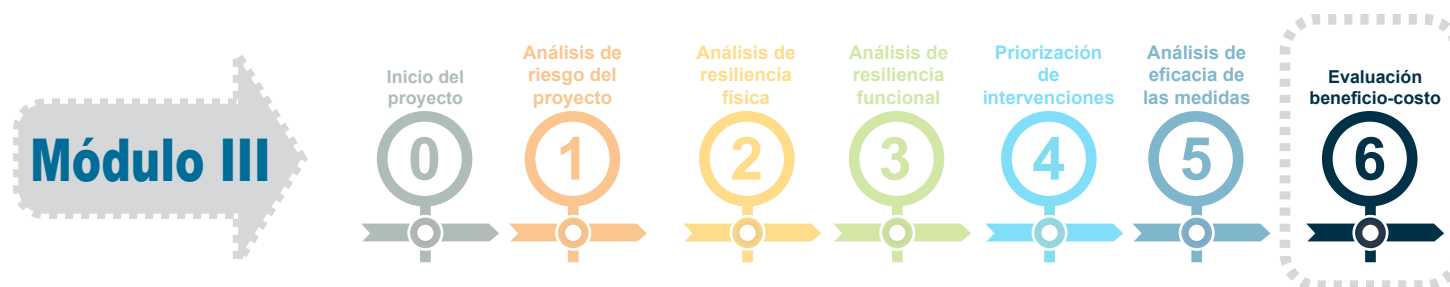 Módulo III
Inicio del
proyecto
0
Análisis de
riesgo del
proyecto
1
Análisis de
resiliencia
física
2
Análisis de
resiliencia
funcional
3
Priorización
de
intervenciones
4
Análisis de
eficacia de
las medidas
5
Evaluación
beneficio-costo
6